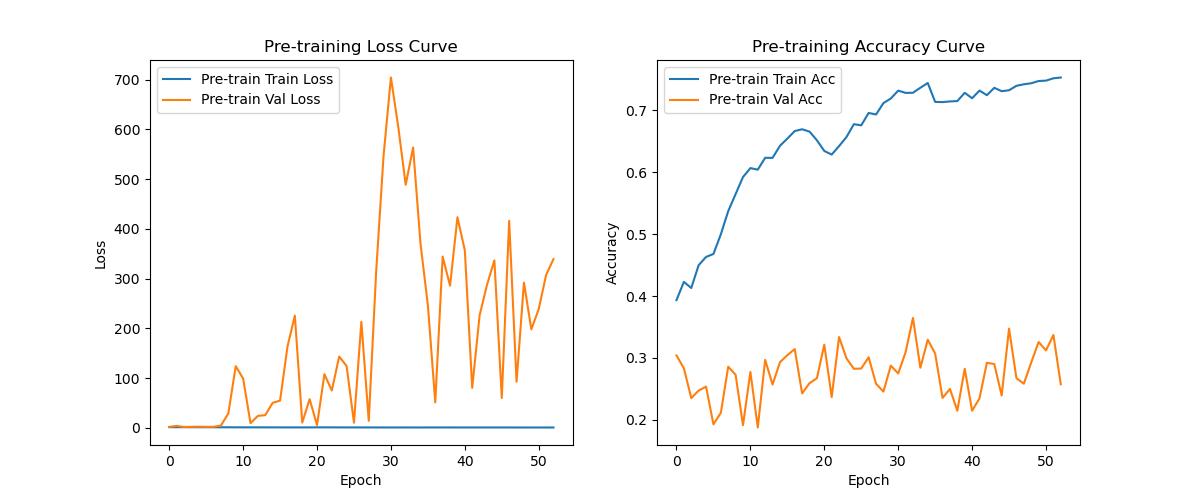 Pre-training Loss Curve
Pre-train Train Loss
Pre-train Val Loss
700
600
500
400
300
200
100
0
Loss
0 10 20 30 40 50
Epoch
Pre-training Accuracy Curve
Pre-train Train Acc
Pre-train Val Acc
0.7
0.6
0.5
0.4
0.3
0.2
Accuracy
0 10 20 30 40 50
Epoch